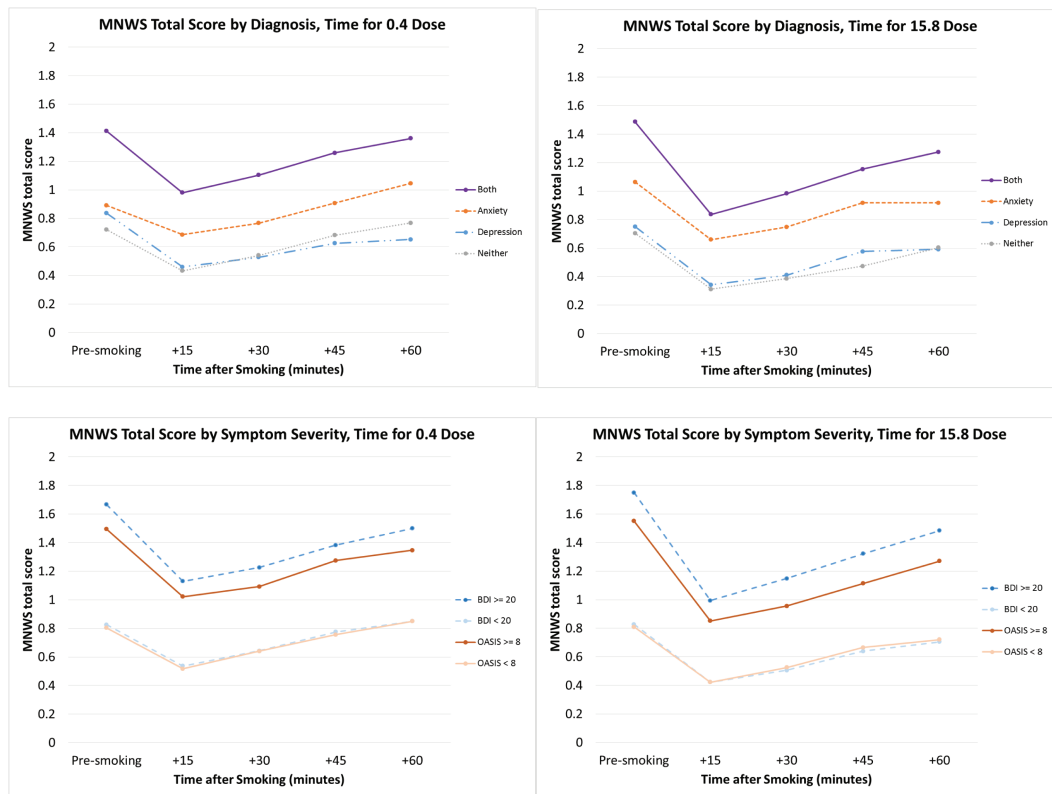 MNWS Total Score by Diagnosis, Time for 0.4 Dose
2
1.8
1.6
1.4
1.2
1
0.8
0.6
0.4
0.2
0
MNWS total score
Pre-smoking +15 +30 +45 +60
Time after Smoking (minutes)
Both
Anxiety
Depression
Neither
MNWS Total Score by Diagnosis, Time for 15.8 Dose
2
1.8
1.6
1.4
1.2
1
0.8
0.6
0.4
0.2
0
MNWS total score
Pre-smoking +15 +30 +45 +60
Time after Smoking (minutes)
Both
Anxiety
Depression
Neither
MNWS Total Score by Symptom Severity, Time for 0.4 Dose
2
1.8
1.6
1.4
1.2
1
0.8
0.6
0.4
0.2
0
MNWS total score
Pre-smoking +15 +30 +45 +60
Time after Smoking (minutes)
BDI >= 20
BDI < 20
OASIS >= 8
OASIS < 8
MNWS Total Score by Symptom Severity, Time for 15.8 Dose
2
1.8
1.6
1.4
1.2
1
0.8
0.6
0.4
0.2
0
MNWS total score
Pre-smoking +15 +30 +45 +60
Time after Smoking (minutes)
BDI >= 20
BDI < 20
OASIS >= 8
OASIS < 8